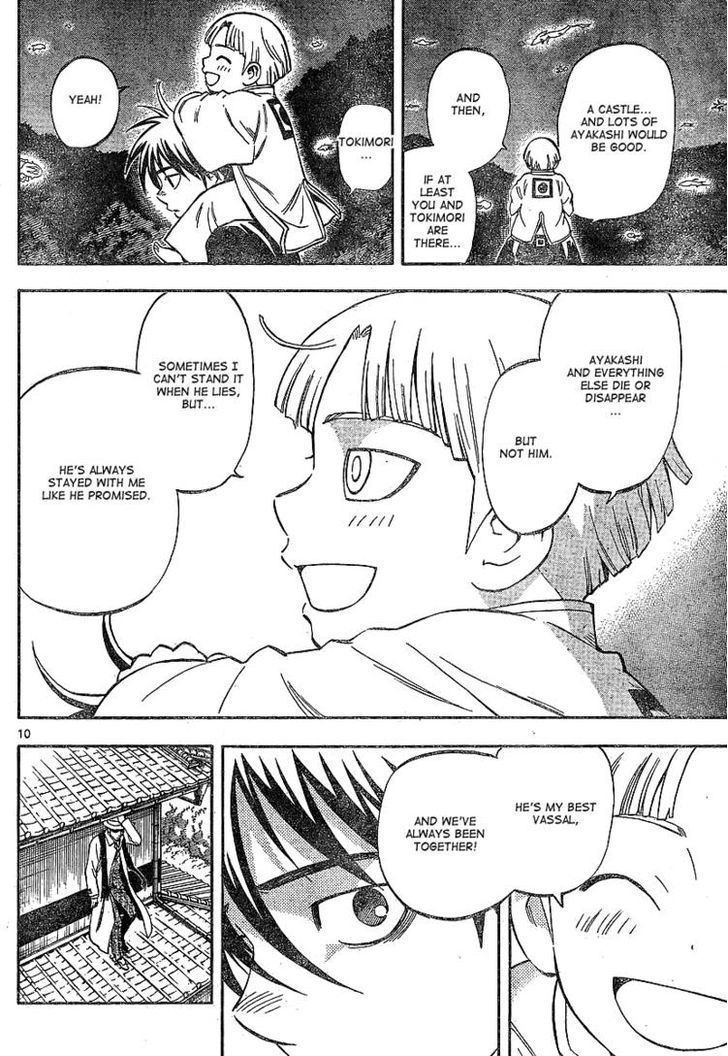 A CASTLE...
AND LOTS OF
AYAKASHI WOULD
BE GOOD.
AND
THEN,
IF AT
LEAST
YOU AND
TOKIMORI
ARE
THERE...
TOKIMORI
...
YEAH!
AYAKASHI
AND EVERYTHING
ELSE DIE OR
DISAPPEAR
...
BUT
NOT HIM.
SOMETIMES I
CAN'T STAND IT
WHEN HE LIES,
BUT...
HE'S ALWAYS
STAYED WITH ME
LIKE HE PROMISED.
10
HE'S MY BEST
VASSAL,
AND WE'VE
ALWAYS BEEN
TOGETHER!